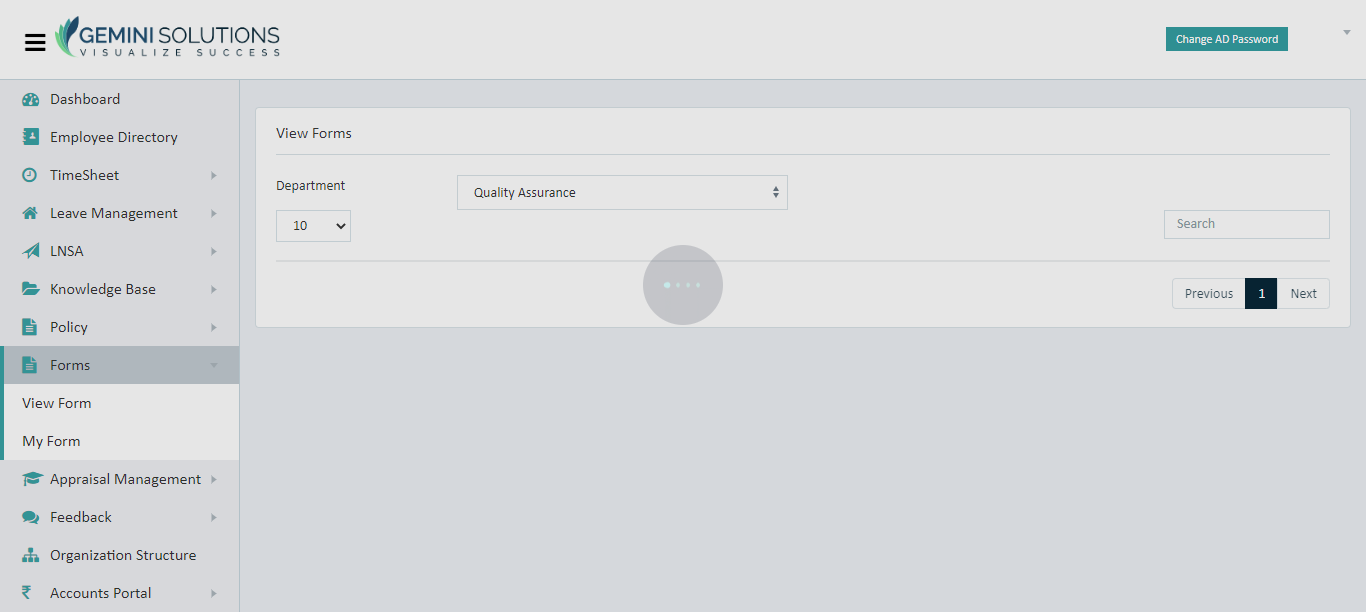 GEMINI SOLUTIONS
VISUALIZE SUCCESS
Change AD Password
Dashboard
Employee Directory
TimeSheet
Leave Management
LNSA
Knowledge Base
Policy
Forms
View Form
My Form
Appraisal Management
Feedback
Organization Structure
Accounts Portal
View Forms
Department
Quality Assurance
10
Search
Previous 1 Next